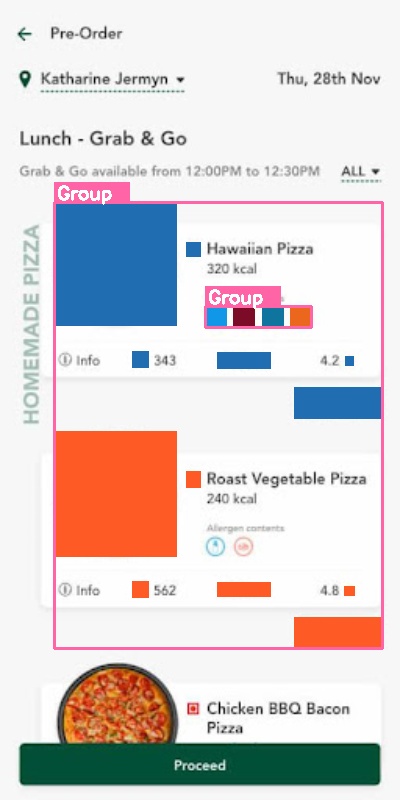 Pre-Order
Katharine Jermyn
Thu, 28th Nov
Lunch - Grab & Go
Grab & Go available from 12:00PM to 12:30PM
ALL
Group
HOMEMADE PIZZA
Hawaiian Pizza
320 kcal
Group
Info
343
4.2
Roast Vegetable Pizza
240 kcal
Allergen contents
Info
562
4.8
Chicken BBQ Bacon
Pizza
Proceed